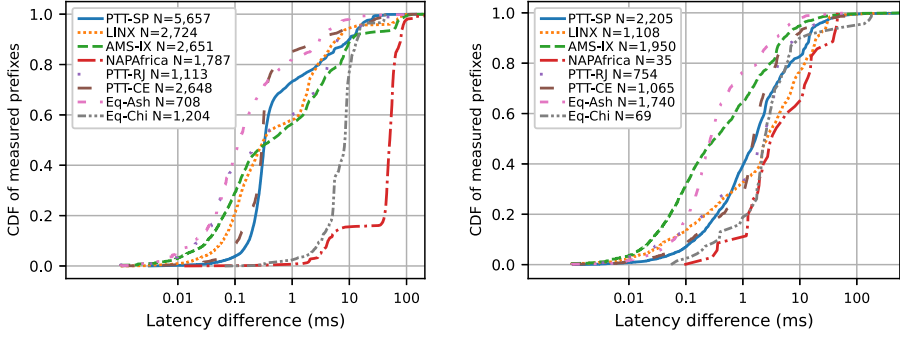 PTT-SP N=5,657
LINX N=2,724
AMS-IX N=2,651
NAPAfrica N=1,787
PTT-RJ N=1,113
PTT-CE N=2,648
Eq-Ash N=708
Eq-Chi N=1,204
CDF of measured prefixes
1.0
0.8
0.6
0.4
0.2
0.0
0.01 0.1 1 10 100
Latency difference (ms)
PTT-SP N=2,205
LINX N=1,108
AMS-IX N=1,950
NAPAfrica N=35
PTT-RJ N=754
PTT-CE N=1,065
Eq-Ash N=1,740
Eq-Chi N=69
CDF of measured prefixes
1.0
0.8
0.6
0.4
0.2
0.0
0.01 0.1 1 10 100
Latency difference (ms)